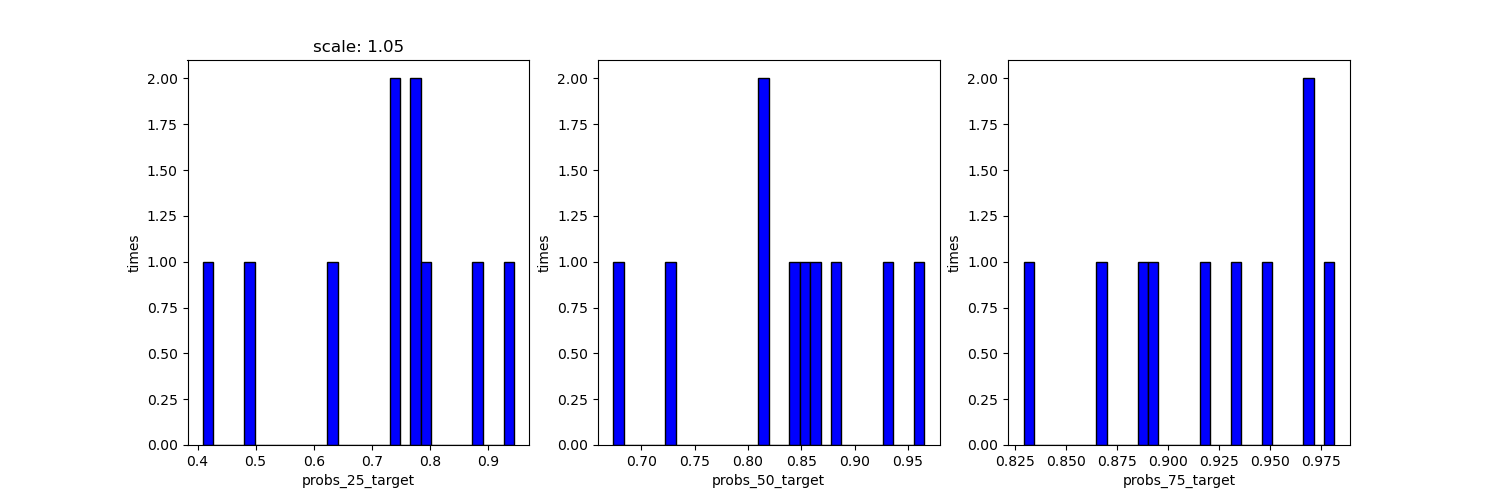 scale: 1.05
2.00
1.75
1.50
1.25
1.00
0.75
0.50
0.25
0.00
times
0.4 0.5 0.6 0.7 0.8 0.9
probs_25_target
2.00
1.75
1.50
1.25
1.00
0.75
0.50
0.25
0.00
times
0.70 0.75 0.80 0.85 0.90 0.95
probs_50_target
2.00
1.75
1.50
1.25
1.00
0.75
0.50
0.25
0.00
times
0.825 0.850 0.875 0.900 0.925 0.950 0.975
probs_75_target